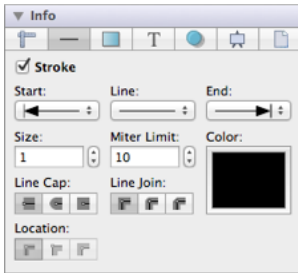 Info
T
Stroke
Start: Line: End:
Size: Miter Limit: Color:
1 10
Line Cap: Line Join:
Location: